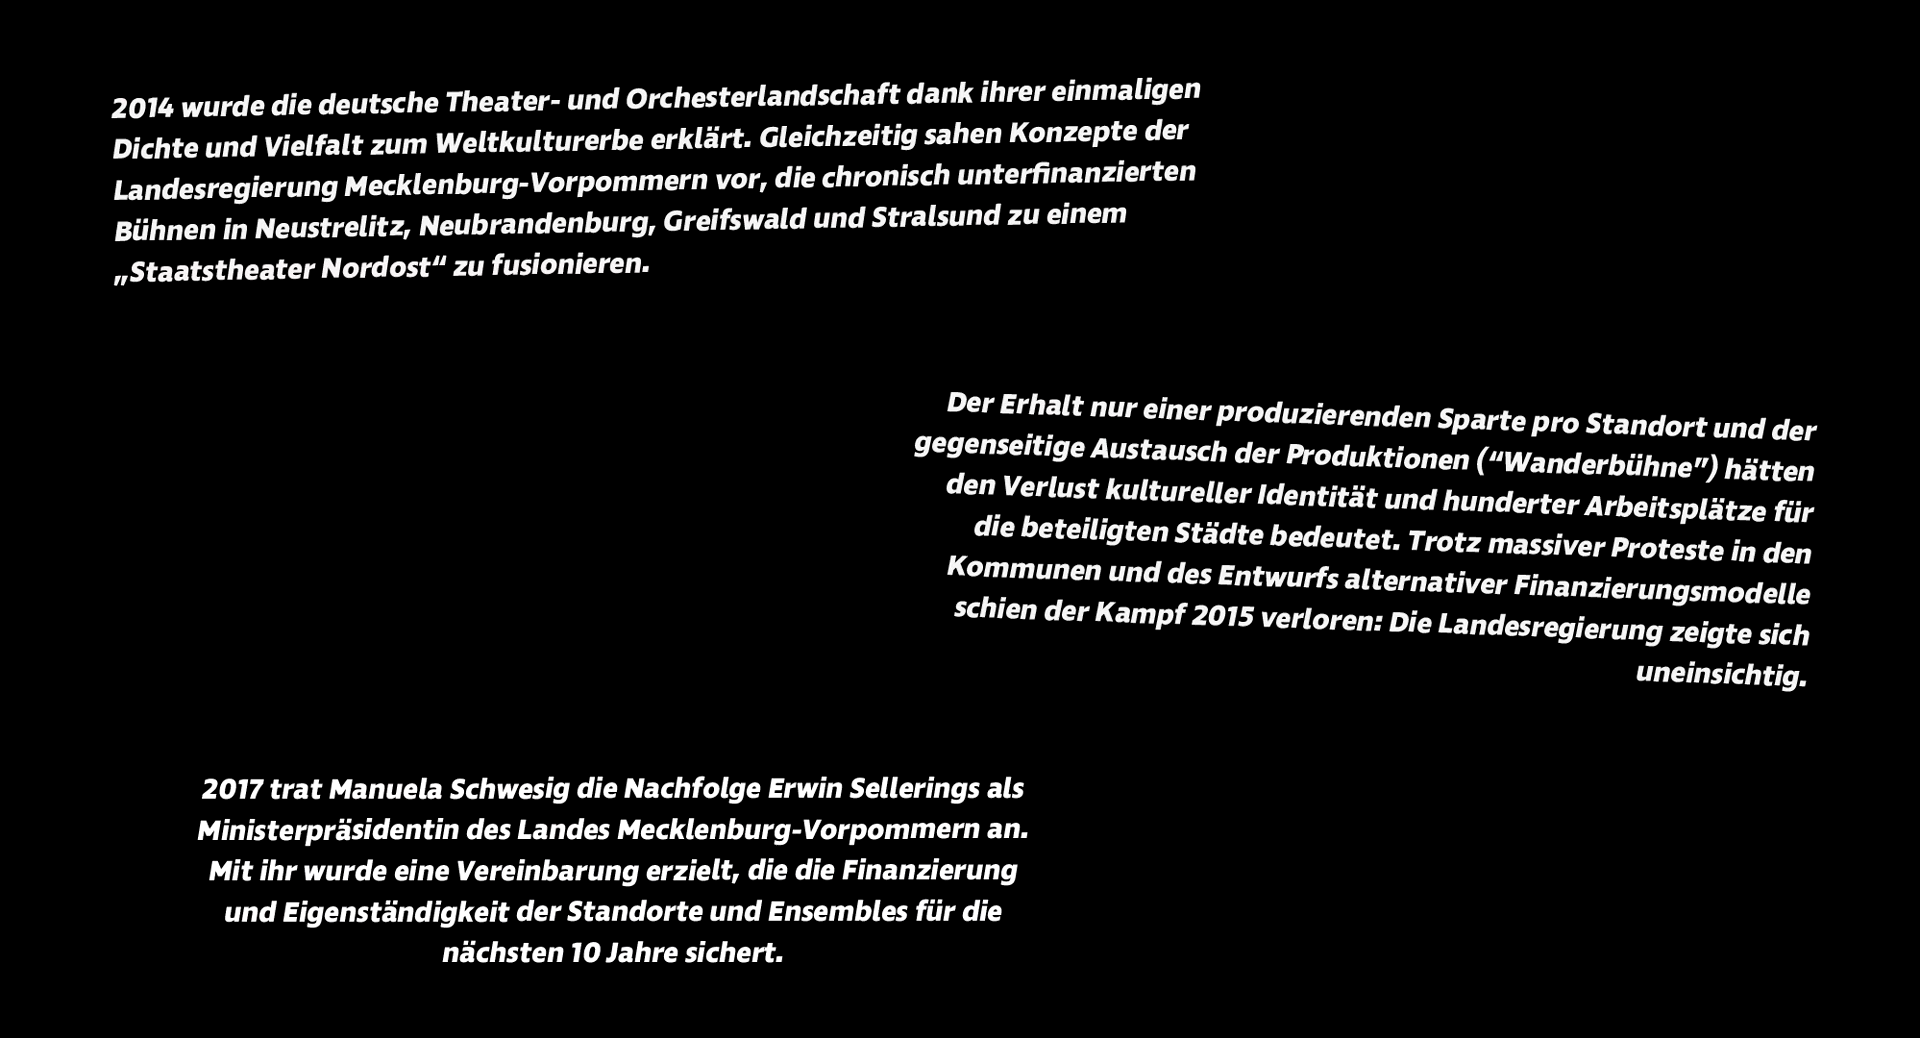 2014 wurde die deutsche Theater- und Orchesterlandschaft dank ihrer einmaligen
Dichte und Vielfalt zum Weltkulturerbe erklärt. Gleichzeitig sahen Konzepte der
Landesregierung Mecklenburg-Vorpommern vor, die chronisch unterfinanzierten
Bühnen in Neustrelitz, Neubrandenburg, Greifswald und Stralsund zu einem
„Staatstheater Nordost“ zu fusionieren.
Der Erhalt nur einer produzierenden Sparte pro Standort und der
gegenseitige Austausch der Produktionen (“Wanderbühne”) hätten
den Verlust kultureller Identität und hunderter Arbeitsplätze für
die beteiligten Städte bedeutet. Trotz massiver Proteste in den
Kommunen und des Entwurfs alternativer Finanzierungsmodelle
schien der Kampf 2015 verloren: Die Landesregierung zeigte sich
uneinsichtig.
2017 trat Manuela Schwesig die Nachfolge Erwin Sellerings als
Ministerpräsidentin des Landes Mecklenburg-Vorpommern an.
Mit ihr wurde eine Vereinbarung erzielt, die die Finanzierung
und Eigenständigkeit der Standorte und Ensembles für die
nächsten 10 Jahre sichert.